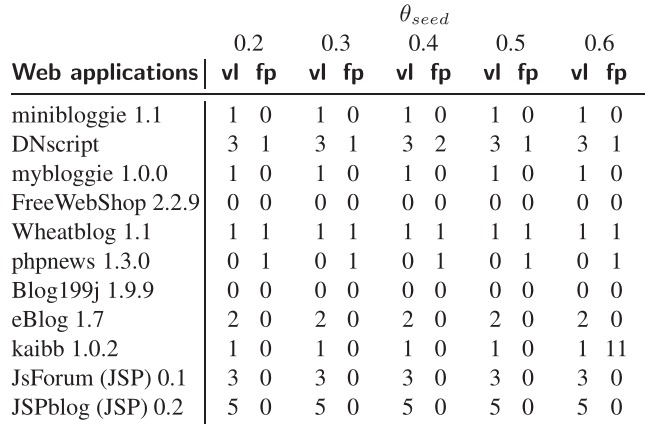 θseed
0.2 0.3 0.4 0.5 0.6
Web applications vl fp vl fp vl fp vl fp vl fp
minibloggie 1.1 1 0 1 0 1 0 1 0 1 0
DNscript 3 1 3 1 3 2 3 1 3 1
mybloggie 1.0.0 1 0 1 0 1 0 1 0 1 0
FreeWebShop 2.2.9 0 0 0 0 0 0 0 0 0 0
Wheatblog 1.1 1 1 1 1 1 1 1 1 1 1
phpnews 1.3.0 0 1 0 1 0 1 0 1 0 1
Blog199j 1.9.9 0 0 0 0 0 0 0 0 0 0
eBlog 1.7 2 0 2 0 2 0 2 0 2 0
kaibb 1.0.2 1 0 1 0 1 0 1 0 1 11
JsForum (JSP) 0.1 3 0 3 0 3 0 3 0 3 0
JSPblog (JSP) 0.2 5 0 5 0 5 0 5 0 5 0